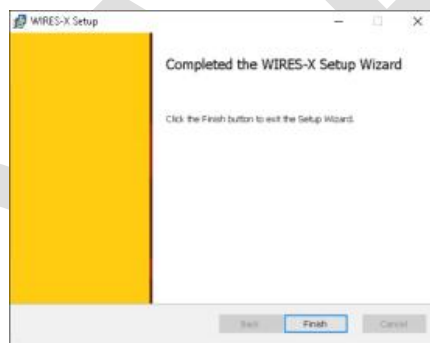 WIRES-X Setup
Completed the WIRES-X Setup Wizard
Click the Finish button to exit the Setup Wizard.
Back Finish Cancel